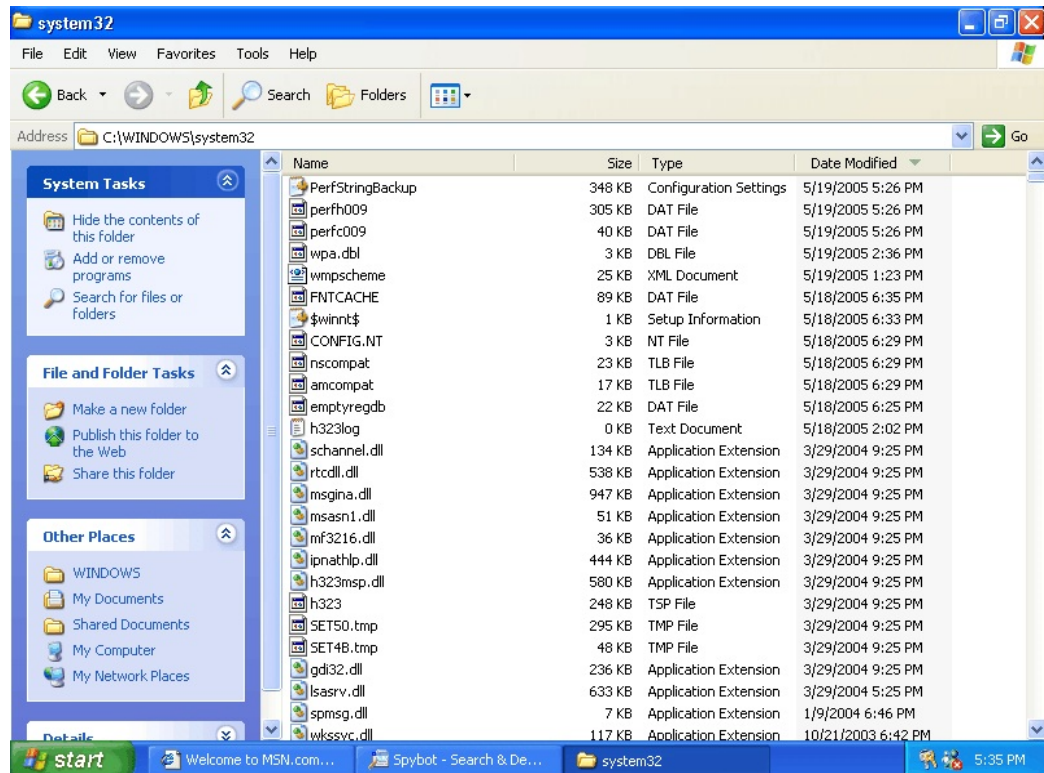 system32
File Edit View Favorites Tools Help
Back Search Folders
Address C:\WINDOWS\system32 Go
System Tasks
Hide the contents of
this folder
Add or remove
programs
Search for files or
folders
File and Folder Tasks
Make a new folder
Publish this folder to
the Web
Share this folder
Other Places
WINDOWS
My Documents
Shared Documents
My Computer
My Network Places
Details
Name Size Type Date Modified
PerfStringBackup 348 KB Configuration Settings 5/19/2005 5:26 PM
perfh009 305 KB DAT File 5/19/2005 5:26 PM
perfc009 40 KB DAT File 5/19/2005 5:26 PM
wpa.dbl 3 KB DBL File 5/19/2005 2:36 PM
wmpscheme 25 KB XML Document 5/19/2005 1:23 PM
FNTCACHE 89 KB DAT File 5/18/2005 6:35 PM
$winnt$ 1 KB Setup Information 5/18/2005 6:33 PM
CONFIG.NT 3 KB NT File 5/18/2005 6:29 PM
nscompat 23 KB TLB File 5/18/2005 6:29 PM
amcompat 17 KB TLB File 5/18/2005 6:29 PM
emptyregdb 22 KB DAT File 5/18/2005 6:25 PM
h323log 0 KB Text Document 5/18/2005 2:02 PM
schannel.dll 134 KB Application Extension 3/29/2004 9:25 PM
rtcdll.dll 538 KB Application Extension 3/29/2004 9:25 PM
msgina.dll 947 KB Application Extension 3/29/2004 9:25 PM
msasn1.dll 51 KB Application Extension 3/29/2004 9:25 PM
mf3216.dll 36 KB Application Extension 3/29/2004 9:25 PM
ipnathlp.dll 444 KB Application Extension 3/29/2004 9:25 PM
h323msp.dll 580 KB Application Extension 3/29/2004 9:25 PM
h323 248 KB TSP File 3/29/2004 9:25 PM
SET50.tmp 295 KB TMP File 3/29/2004 9:25 PM
SET4B.tmp 48 KB TMP File 3/29/2004 9:25 PM
gdi32.dll 236 KB Application Extension 3/29/2004 9:25 PM
lsasrv.dll 633 KB Application Extension 3/29/2004 5:25 PM
spmsg.dll 7 KB Application Extension 1/9/2004 6:46 PM
wkssvc.dll 117 KB Application Extension 10/21/2003 6:42 PM
start Welcome to MSN.com... Spybot - Search & De... system32 5:35 PM